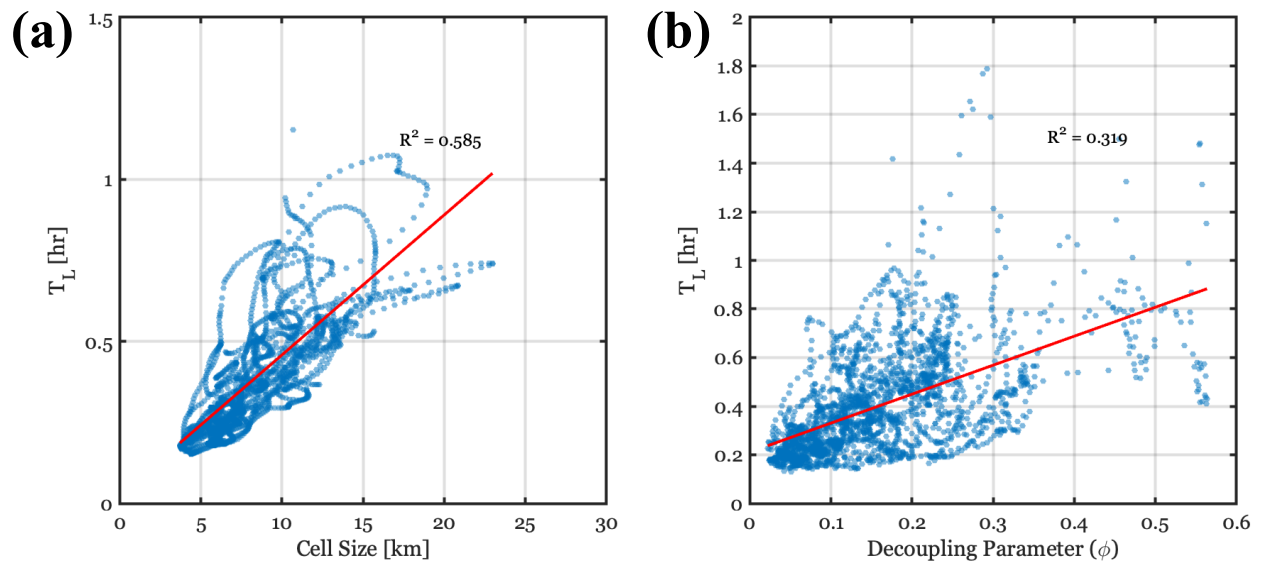 (a)
1.5
1
0.5
0
T_L [hr]
R² = 0.585
0 5 10 15 20 25 30
Cell Size [km]
(b)
2
1.8
1.6
1.4
1.2
1
0.8
0.6
0.4
0.2
0
T_L [hr]
R² = 0.319
0 0.1 0.2 0.3 0.4 0.5 0.6
Decoupling Parameter (ϕ)